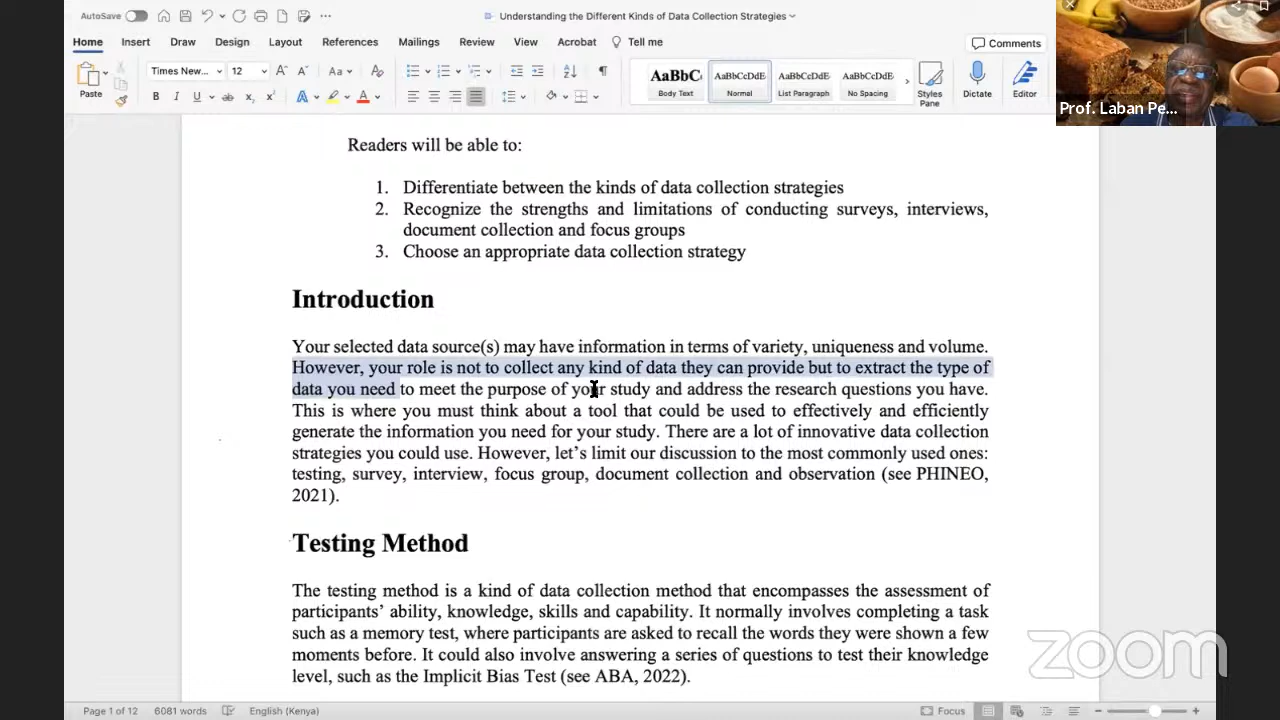 AutoSave
Understanding the Different Kinds of Data Collection Strategies
Home Insert Draw Design Layout References Mailings Review View Acrobat Tell me
Comments
Paste
Times New... 12
Aa
B I U ab x x A A
AaBbC AaBbCcDdE AaBbCcDdE AaBbCcDdE
Body Text Normal List Paragraph No Spacing
Styles Pane
Dictate
Editor
Prof. Laban Pe...
Readers will be able to:
1. Differentiate between the kinds of data collection strategies
2. Recognize the strengths and limitations of conducting surveys, interviews,
document collection and focus groups
3. Choose an appropriate data collection strategy
Introduction
Your selected data source(s) may have information in terms of variety, uniqueness and volume.
However, your role is not to collect any kind of data they can provide but to extract the type of
data you need to meet the purpose of your study and address the research questions you have.
This is where you must think about a tool that could be used to effectively and efficiently
generate the information you need for your study. There are a lot of innovative data collection
strategies you could use. However, let’s limit our discussion to the most commonly used ones:
testing, survey, interview, focus group, document collection and observation (see PHINEO,
2021).
Testing Method
The testing method is a kind of data collection method that encompasses the assessment of
participants’ ability, knowledge, skills and capability. It normally involves completing a task
such as a memory test, where participants are asked to recall the words they were shown a few
moments before. It could also involve answering a series of questions to test their knowledge
level, such as the Implicit Bias Test (see ABA, 2022).
zoom
Page 1 of 12 6081 words English (Kenya) Focus